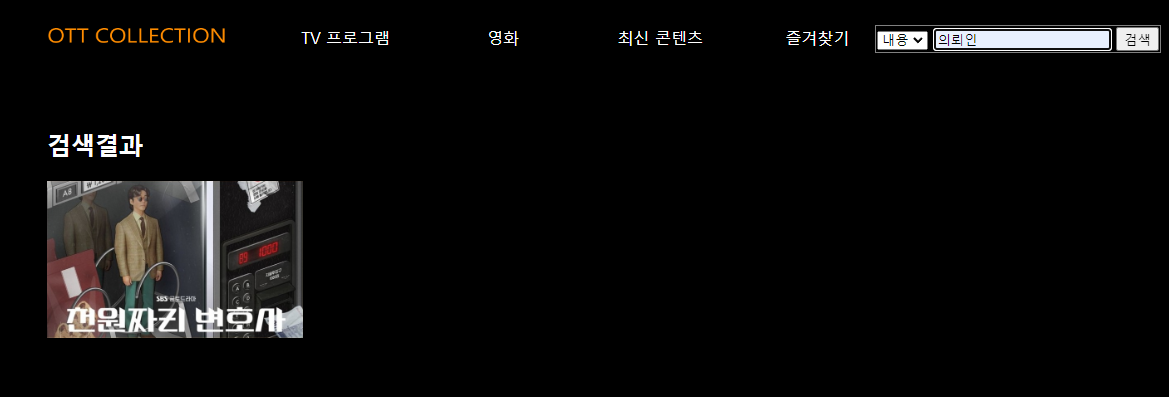 OTT COLLECTION TV 프로그램 영화 최신 콘텐츠 즐겨찾기 내용 의뢰인 검색
검색결과
A8
1000
SBS 금토드라마
천원짜리 변호사